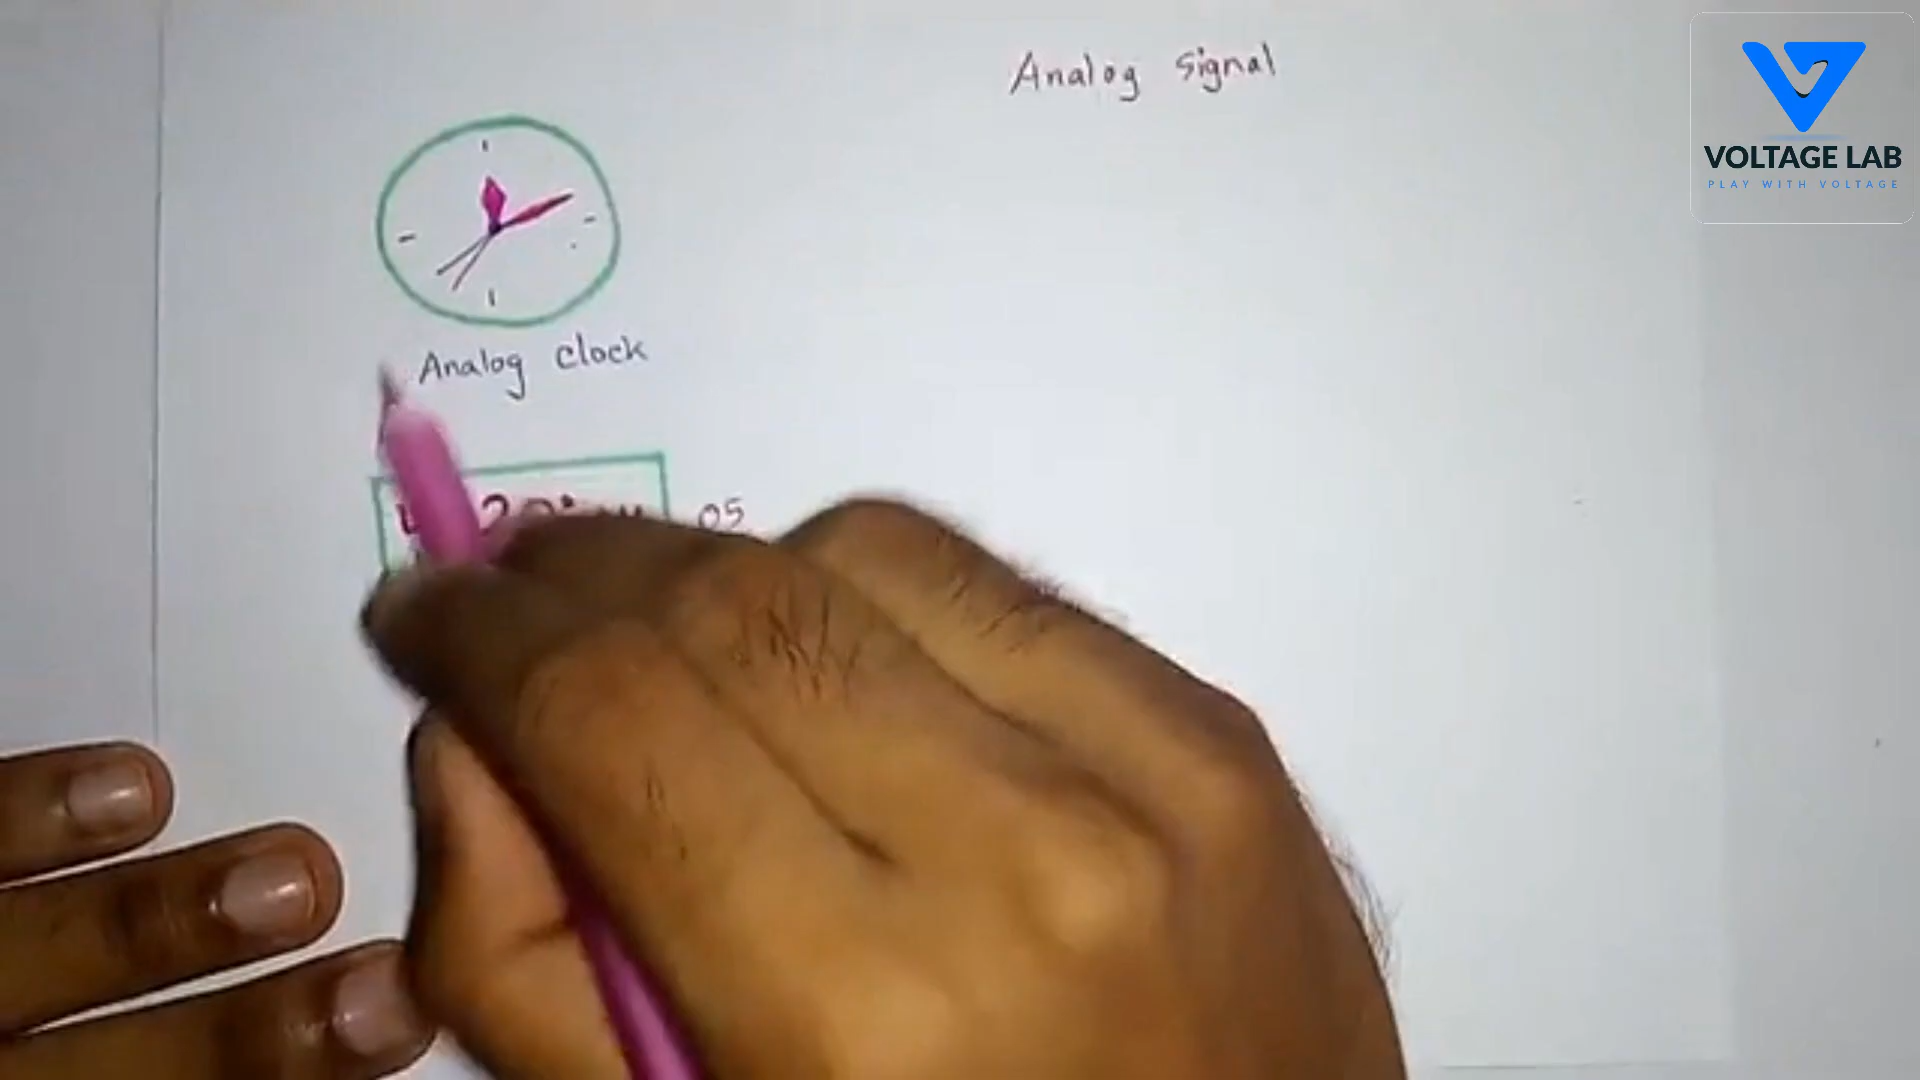 Analog Signal
VOLTAGE LAB
PLAY WITH VOLTAGE
Analog Clock
05